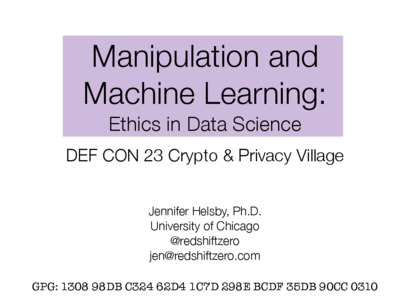 Manipulation and
Machine Learning:
Ethics in Data Science
DEF CON 23 Crypto & Privacy Village
Jennifer Helsby, Ph.D.
University of Chicago
@redshiftzero
jen@redshiftzero.com
GPG: 1308 98DB C324 62D4 1C7D 298E BCDF 35DB 90CC 0310